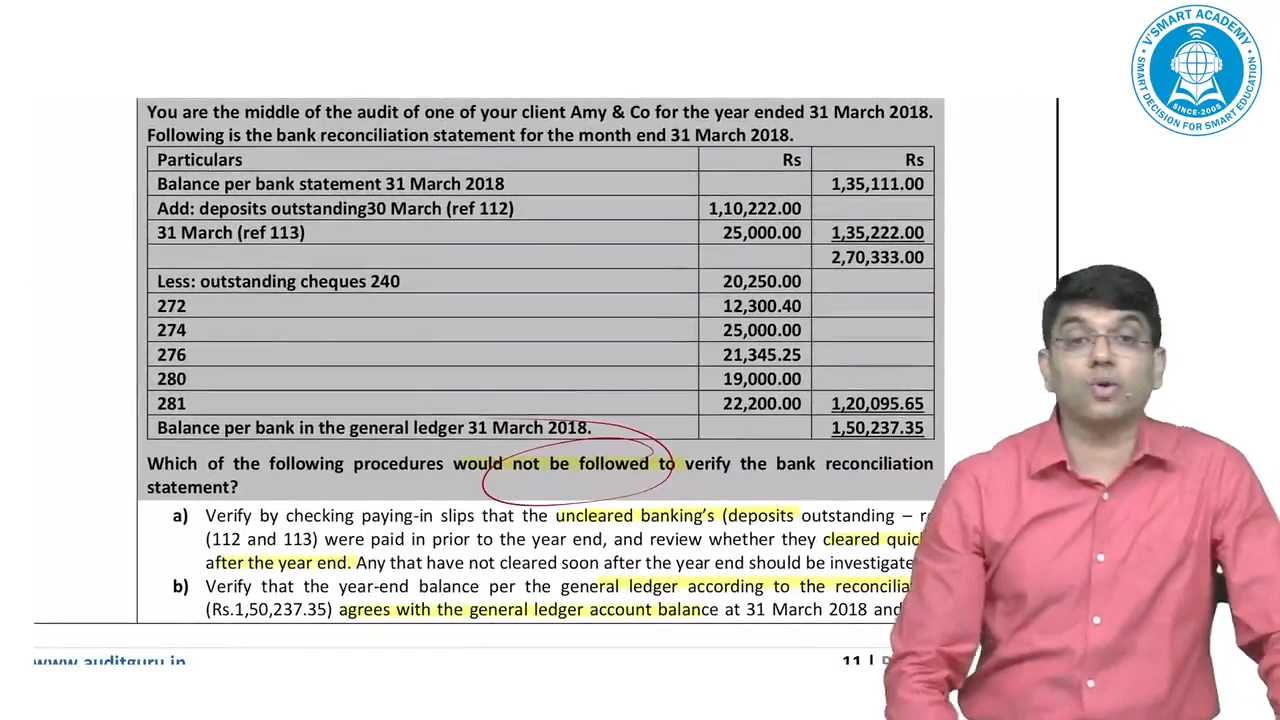 V'SMART ACADEMY
SINCE-2005
SMART DECISION FOR SMART EDUCATION
You are the middle of the audit of one of your client Amy & Co for the year ended 31 March 2018.
Following is the bank reconciliation statement for the month end 31 March 2018.
Particulars Rs Rs
Balance per bank statement 31 March 2018 1,35,111.00
Add: deposits outstanding30 March (ref 112) 1,10,222.00
31 March (ref 113) 25,000.00 1,35,222.00
2,70,333.00
Less: outstanding cheques 240 20,250.00
272 12,300.40
274 25,000.00
276 21,345.25
280 19,000.00
281 22,200.00 1,20,095.65
Balance per bank in the general ledger 31 March 2018. 1,50,237.35
Which of the following procedures would not be followed to verify the bank reconciliation
statement?
a) Verify by checking paying-in slips that the uncleared banking's (deposits outstanding –
(112 and 113) were paid in prior to the year end, and review whether they cleared
after the year end. Any that have not cleared soon after the year end should be
b) Verify that the year-end balance per the general ledger according to the
(Rs.1,50,237.35) agrees with the general ledger account balance at 31 March 2018 and
www.auditguru.in 11 |